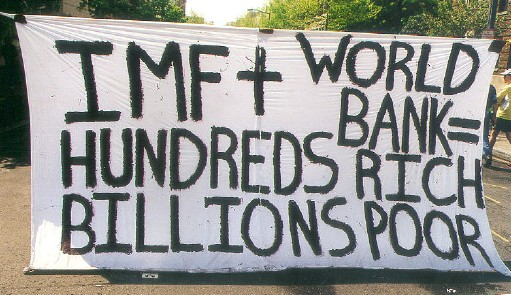 IMF + WORLD
BANK =
HUNDREDS RICH
BILLIONS POOR